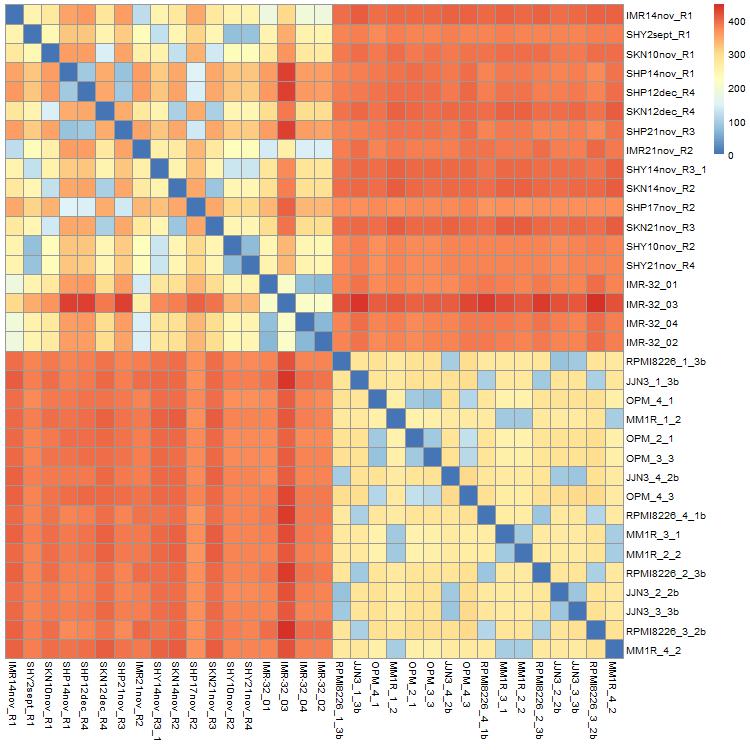 IMR14nov_R1
SHY2sept_R1
SKN10nov_R1
SHP14nov_R1
SHP12dec_R4
SKN12dec_R4
SHP21nov_R3
IMR21nov_R2
SHY14nov_R3_1
SKN14nov_R2
SHP17nov_R2
SKN21nov_R3
SHY10nov_R2
SHY21nov_R4
IMR-32_01
IMR-32_03
IMR-32_04
IMR-32_02
RPMI8226_1_3b
JJN3_1_3b
OPM_4_1
MM1R_1_2
OPM_2_1
OPM_3_3
JJN3_4_2b
OPM_4_3
RPMI8226_4_1b
MM1R_3_1
MM1R_2_2
RPMI8226_2_3b
JJN3_2_2b
JJN3_3_3b
RPMI8226_3_2b
MM1R_4_2
400
300
200
100
0
IMR14nov_R1
SHY2sept_R1
SKN10nov_R1
SHP14nov_R1
SHP12dec_R4
SKN12dec_R4
SHP21nov_R3
IMR21nov_R2
SHY14nov_R3_1
SKN14nov_R2
SHP17nov_R2
SKN21nov_R3
SHY10nov_R2
SHY21nov_R4
IMR-32_01
IMR-32_03
IMR-32_04
IMR-32_02
RPMI8226_1_3b
JJN3_1_3b
OPM_4_1
MM1R_1_2
OPM_2_1
OPM_3_3
JJN3_4_2b
OPM_4_3
RPMI8226_4_1b
MM1R_3_1
MM1R_2_2
RPMI8226_2_3b
JJN3_2_2b
JJN3_3_3b
RPMI8226_3_2b
MM1R_4_2